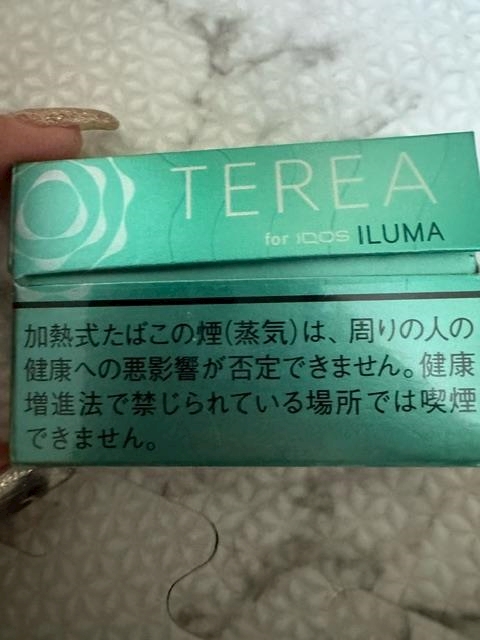 TEREA
for IQOS ILUMA
加熱式たばこの煙(蒸気)は、周りの人の
健康への悪影響が否定できません。健康
増進法で禁じられている場所では喫煙
できません。